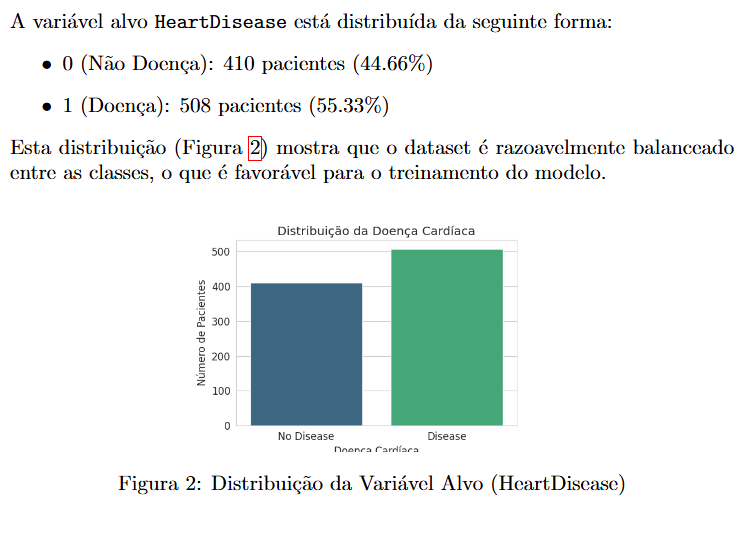 A variável alvo HeartDisease está distribuída da seguinte forma:
• 0 (Não Doença): 410 pacientes (44.66%)
• 1 (Doença): 508 pacientes (55.33%)
Esta distribuição (Figura 2) mostra que o dataset é razoavelmente balanceado
entre as classes, o que é favorável para o treinamento do modelo.
Distribuição da Doença Cardíaca
Número de Pacientes
500
400
300
200
100
0
No Disease Disease
Doença Cardíaca
Figura 2: Distribuição da Variável Alvo (HeartDisease)